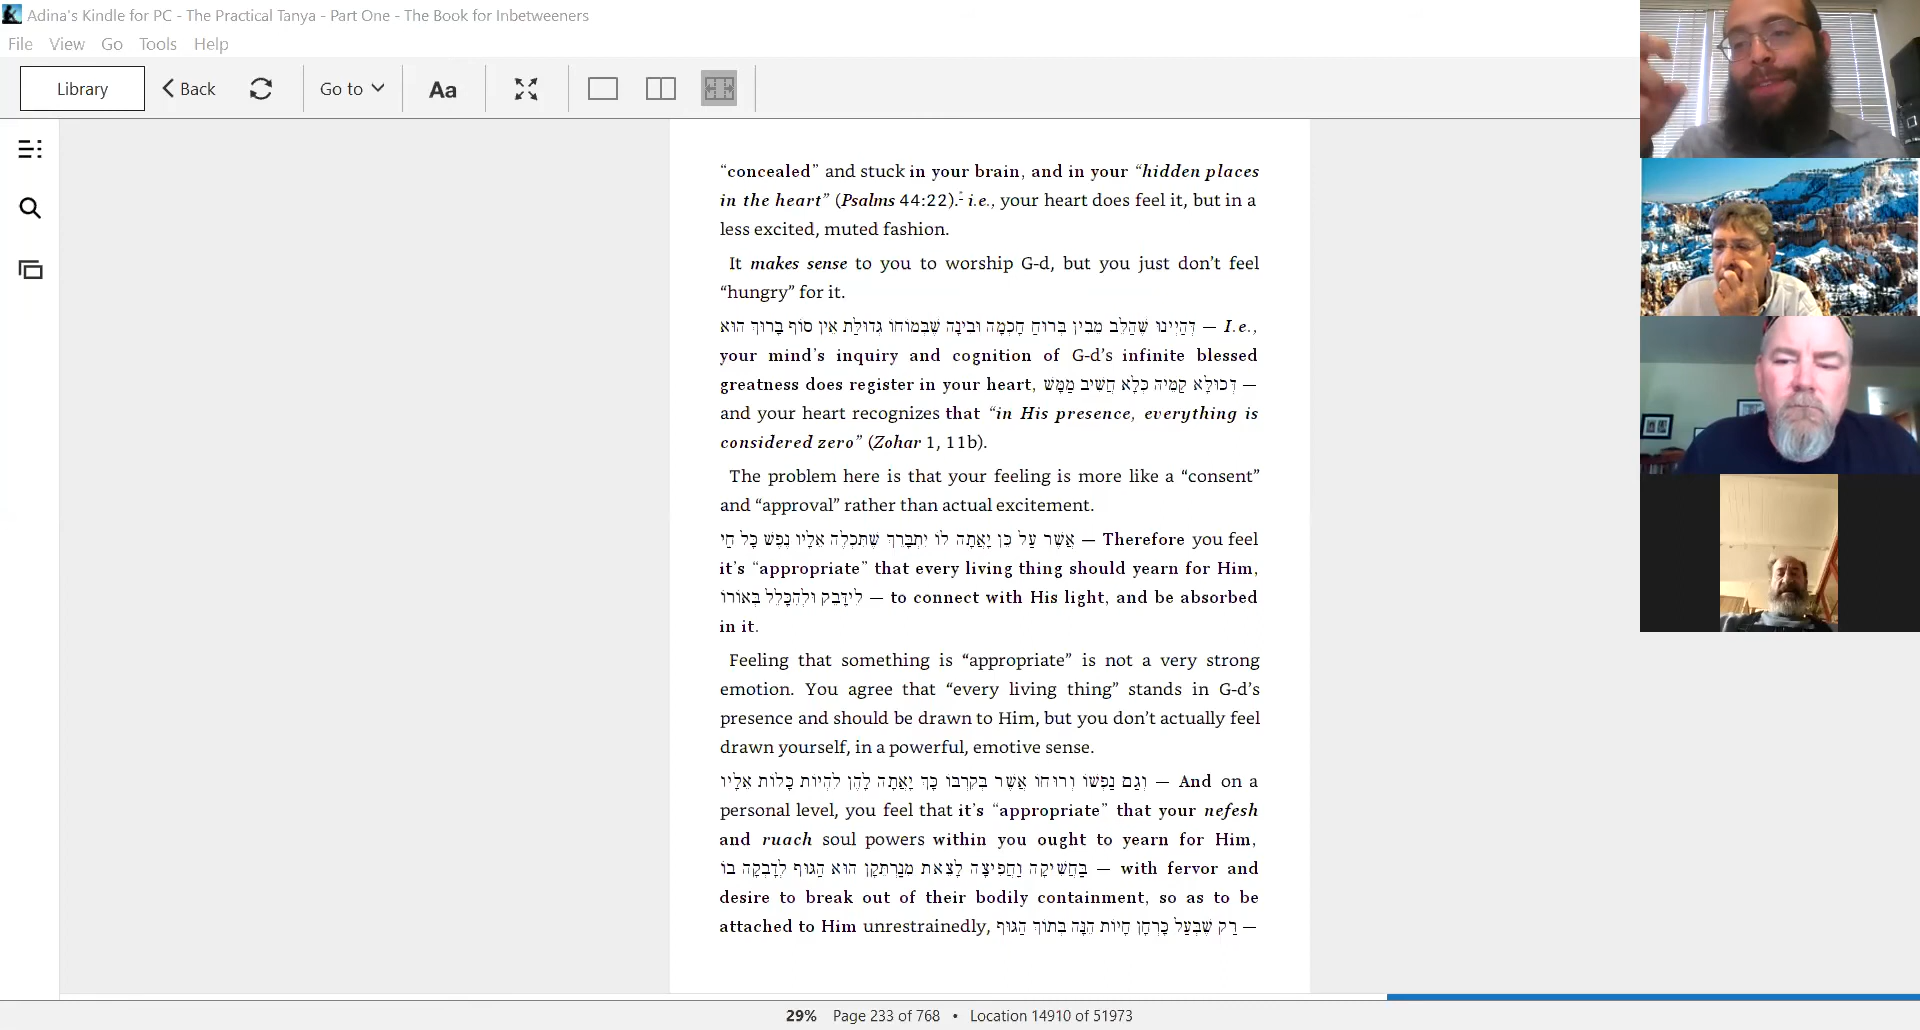 Adina's Kindle for PC - The Practical Tanya - Part One - The Book for Inbetweeners
File View Go Tools Help
Library Back Go to Aa
“concealed” and stuck in your brain, and in your “hidden places
in the heart” (Psalms 44:22). i.e., your heart does feel it, but in a
less excited, muted fashion.
It makes sense to you to worship G-d, but you just don’t feel
“hungry” for it.
דְּהַיְינוּ שֶׁהַלֵּב מֵבִין בְּרוּחַ חָכְמָה וּבִינָה שֶׁבְּמוֹחוֹ גְּדוּלַּת אֵין סוֹף בָּרוּךְ הוּא — I.e.,
your mind’s inquiry and cognition of G-d’s infinite blessed
greatness does register in your heart, דְּכוּלָּא קַמֵּיהּ כְּלָא חֲשִׁיב מַמָּשׁ —
and your heart recognizes that “in His presence, everything is
considered zero” (Zohar 1, 11b).
The problem here is that your feeling is more like a “consent”
and “approval” rather than actual excitement.
אֲשֶׁר עַל כֵּן יָאֲתָה לוֹ יִתְבָּרֵךְ שֶׁתִּכְלֶה אֵלָיו נֶפֶשׁ כָּל חַי — Therefore you feel
it’s “appropriate” that every living thing should yearn for Him,
לִידָּבֵק וּלְהִכָּלֵל בְּאוֹרוֹ — to connect with His light, and be absorbed
in it.
Feeling that something is “appropriate” is not a very strong
emotion. You agree that “every living thing” stands in G-d’s
presence and should be drawn to Him, but you don’t actually feel
drawn yourself, in a powerful, emotive sense.
וְגַם נַפְשׁוֹ וְרוּחוֹ אֲשֶׁר בְּקִרְבּוֹ כָּךְ יָאֲתָה לָהֶן לִהְיוֹת כָּלוֹת אֵלָיו — And on a
personal level, you feel that it’s “appropriate” that your nefesh
and ruach soul powers within you ought to yearn for Him,
בַּחֲשִׁיקָה וַחֲפִיצָה לָצֵאת מִנַּרְתֵּקָן הוּא הַגּוּף לְדָבְקָה בוֹ — with fervor and
desire to break out of their bodily containment, so as to be
attached to Him unrestrainedly, רַק שֶׁבְּעַל כָּרְחָן חָיוֹת הֵנָּה בְּתוֹךְ הַגּוּף —
29% Page 233 of 768 • Location 14910 of 51973